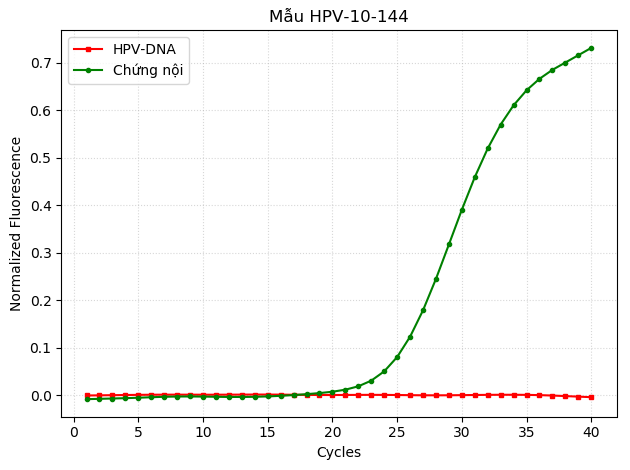 Mẫu HPV-10-144
HPV-DNA
Chứng nội
Normalized Fluorescence
0.7
0.6
0.5
0.4
0.3
0.2
0.1
0.0
0 5 10 15 20 25 30 35 40
Cycles